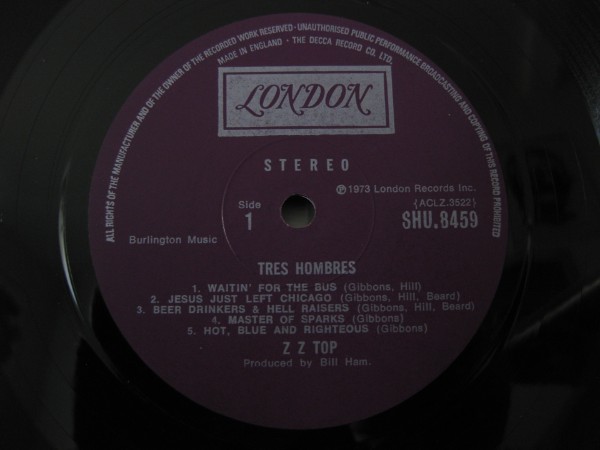 ALL RIGHTS OF THE MANUFACTURER AND OF THE OWNER OF THE RECORDED WORK RESERVED · UNAUTHORISED PUBLIC PERFORMANCE BROADCASTING AND COPYING OF THIS RECORD PROHIBITED
MADE IN ENGLAND · THE DECCA RECORD CO. LTD.
LONDON
STEREO
℗ 1973 London Records Inc.
Side
1
(ACLZ.3522)
SHU.8459
Burlington Music
TRES HOMBRES
1. WAITIN' FOR THE BUS (Gibbons, Hill)
2. JESUS JUST LEFT CHICAGO (Gibbons, Hill, Beard)
3. BEER DRINKERS & HELL RAISERS (Gibbons, Hill, Beard)
4. MASTER OF SPARKS (Gibbons)
5. HOT, BLUE AND RIGHTEOUS (Gibbons)
Z Z TOP
Produced by Bill Ham.